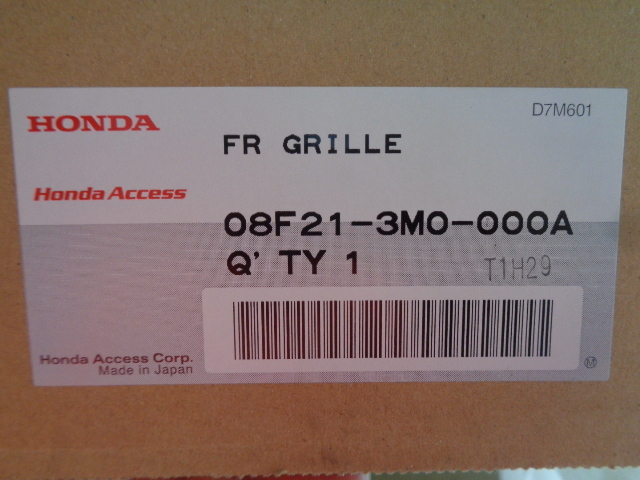 D7M601
HONDA
FR GRILLE
Honda Access
08F21-3M0-000A
Q' TY 1
T1H29
Honda Access Corp.
Made in Japan
M